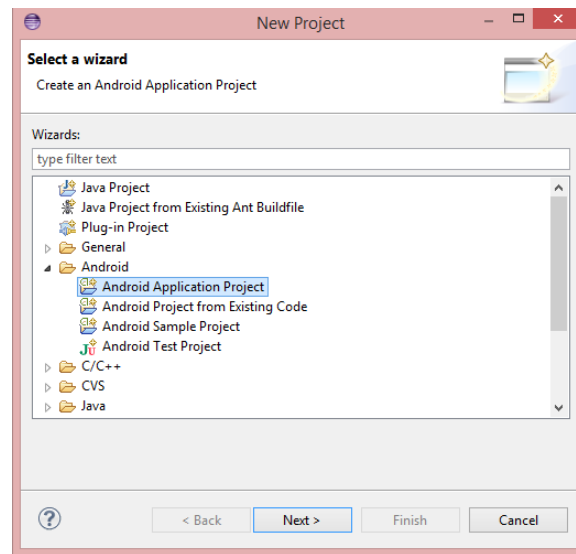 New Project
Select a wizard
Create an Android Application Project
Wizards:
type filter text
Java Project
Java Project from Existing Ant Buildfile
Plug-in Project
General
Android
Android Application Project
Android Project from Existing Code
Android Sample Project
Android Test Project
C/C++
CVS
Java
< Back Next > Finish Cancel